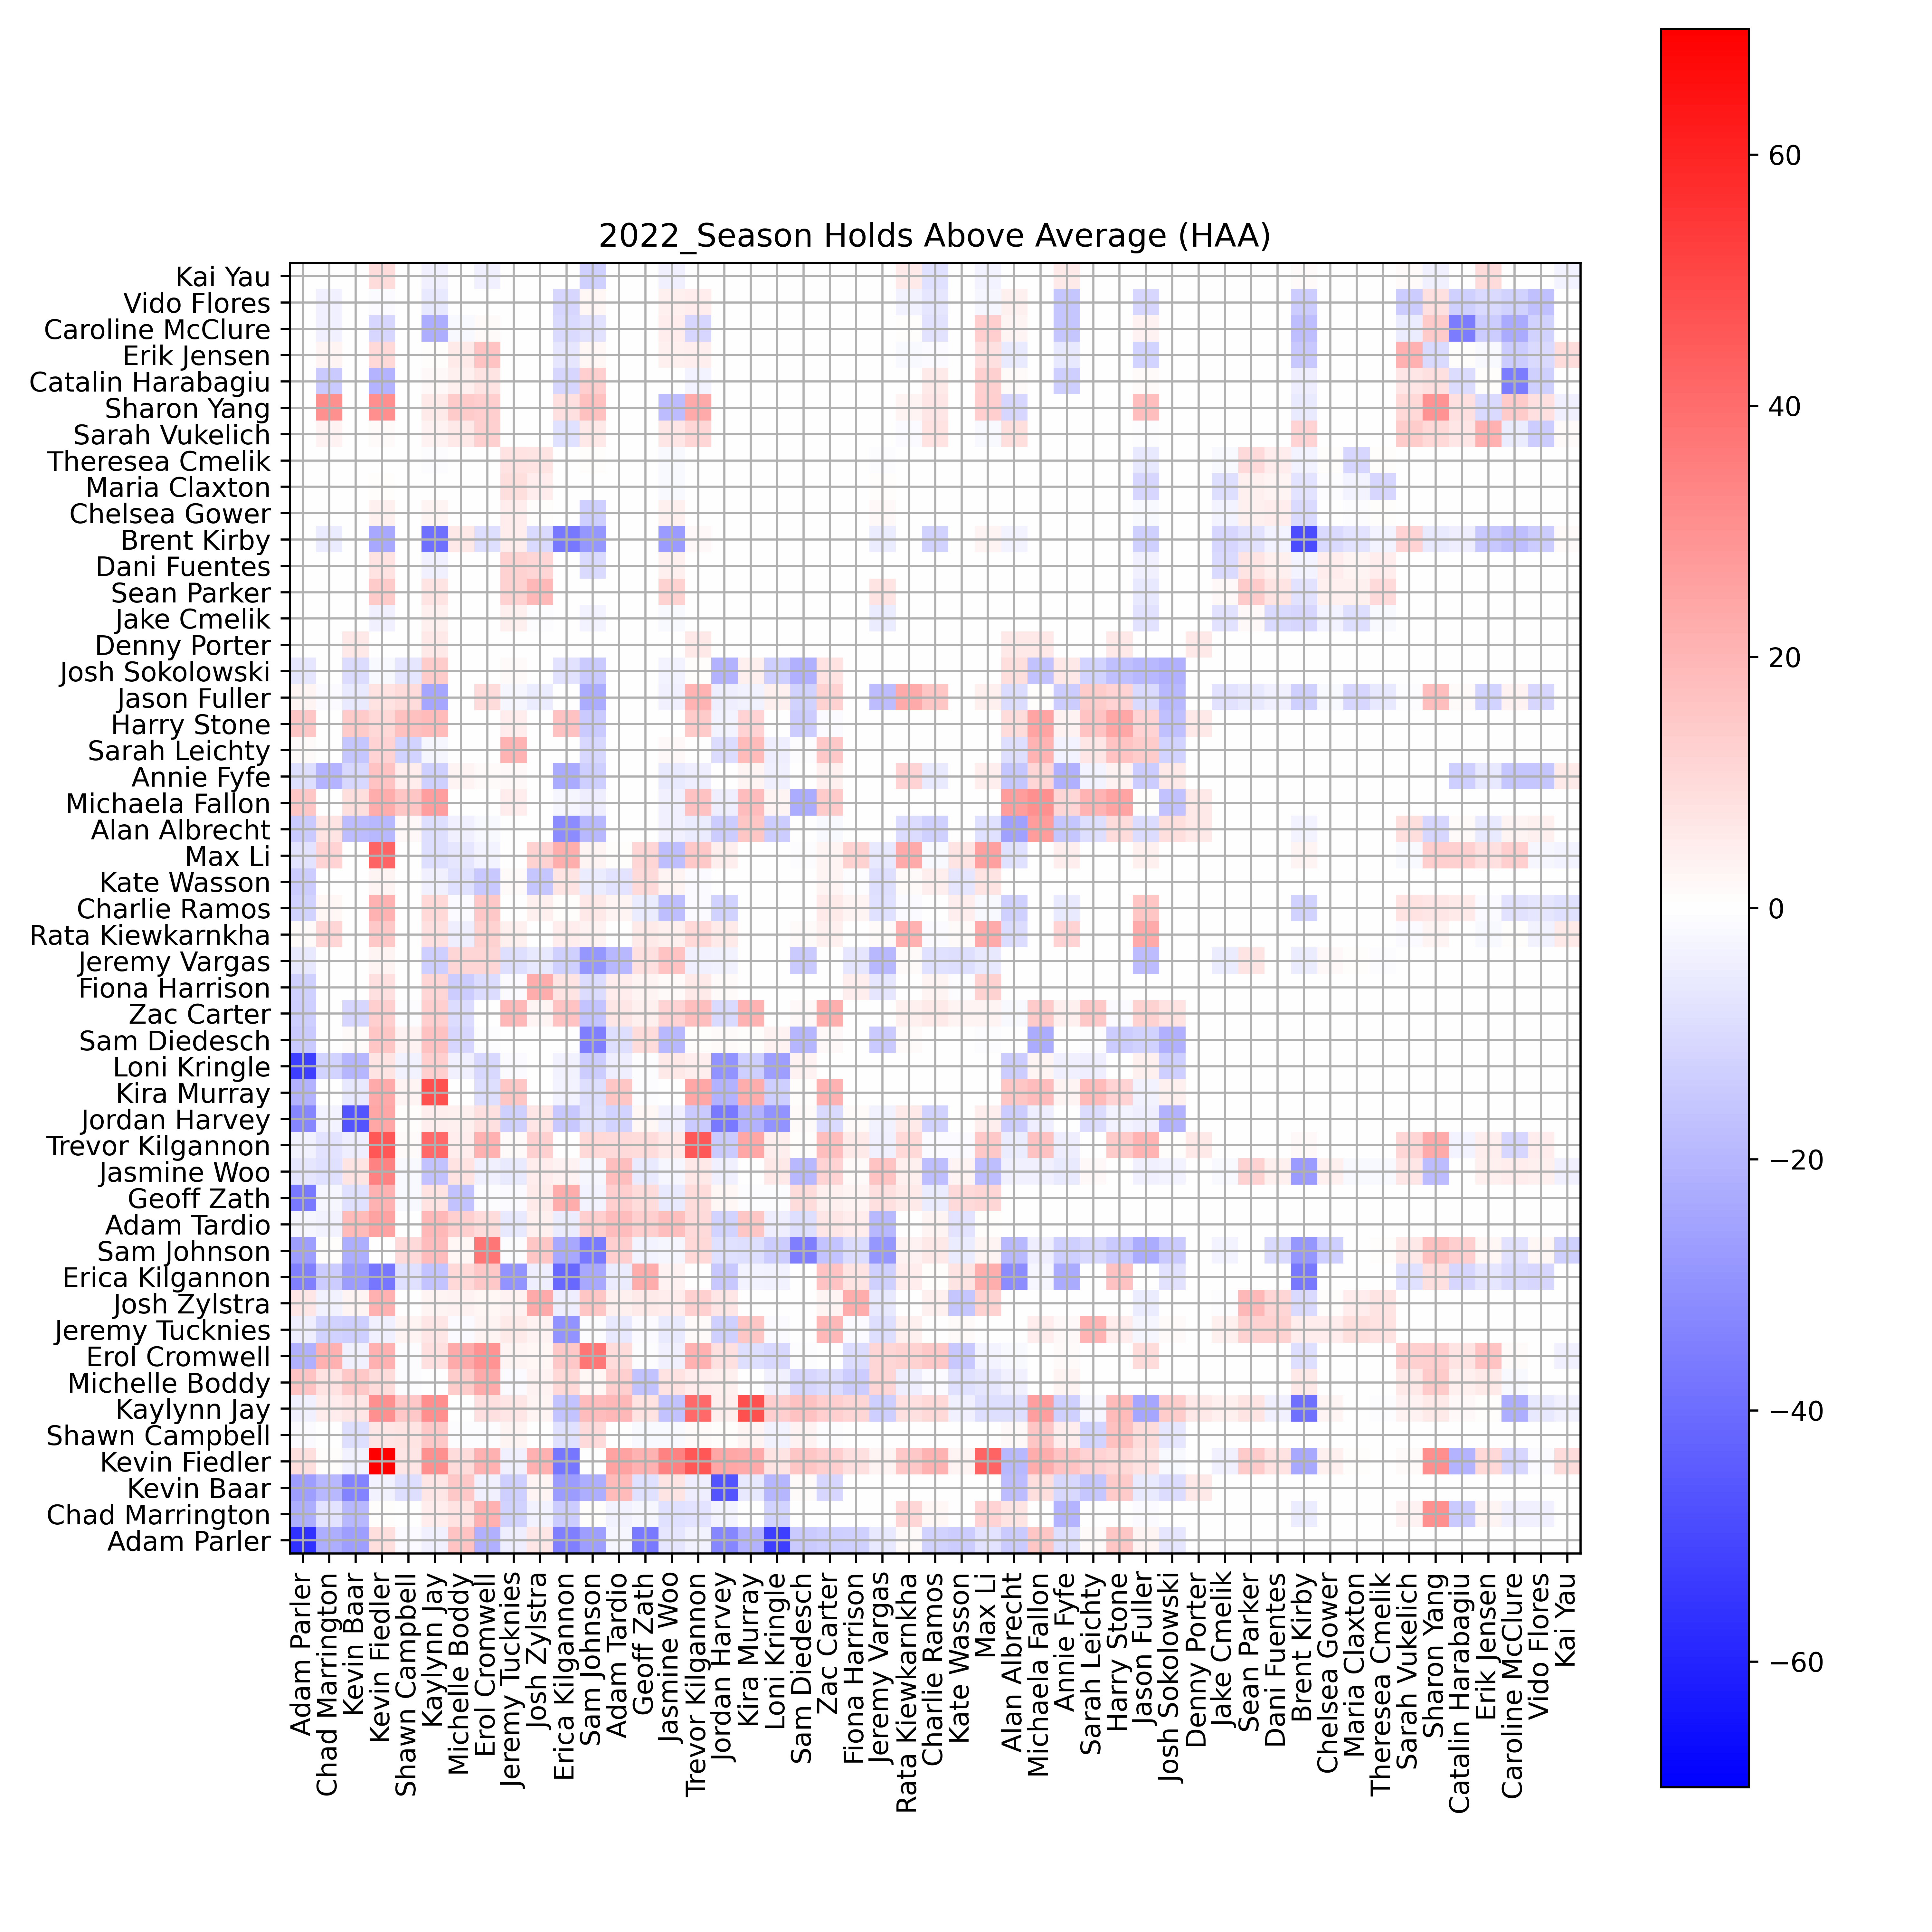 2022_Season Holds Above Average (HAA)
Kai Yau
Vido Flores
Caroline McClure
Erik Jensen
Catalin Harabagiu
Sharon Yang
Sarah Vukelich
Theresea Cmelik
Maria Claxton
Chelsea Gower
Brent Kirby
Dani Fuentes
Sean Parker
Jake Cmelik
Denny Porter
Josh Sokolowski
Jason Fuller
Harry Stone
Sarah Leichty
Annie Fyfe
Michaela Fallon
Alan Albrecht
Max Li
Kate Wasson
Charlie Ramos
Rata Kiewkarnkha
Jeremy Vargas
Fiona Harrison
Zac Carter
Sam Diedesch
Loni Kringle
Kira Murray
Jordan Harvey
Trevor Kilgannon
Jasmine Woo
Geoff Zath
Adam Tardio
Sam Johnson
Erica Kilgannon
Josh Zylstra
Jeremy Tucknies
Erol Cromwell
Michelle Boddy
Kaylynn Jay
Shawn Campbell
Kevin Fiedler
Kevin Baar
Chad Marrington
Adam Parler
Adam Parler
Chad Marrington
Kevin Baar
Kevin Fiedler
Shawn Campbell
Kaylynn Jay
Michelle Boddy
Erol Cromwell
Jeremy Tucknies
Josh Zylstra
Erica Kilgannon
Sam Johnson
Adam Tardio
Geoff Zath
Jasmine Woo
Trevor Kilgannon
Jordan Harvey
Kira Murray
Loni Kringle
Sam Diedesch
Zac Carter
Fiona Harrison
Jeremy Vargas
Rata Kiewkarnkha
Charlie Ramos
Kate Wasson
Max Li
Alan Albrecht
Michaela Fallon
Annie Fyfe
Sarah Leichty
Harry Stone
Jason Fuller
Josh Sokolowski
Denny Porter
Jake Cmelik
Sean Parker
Dani Fuentes
Brent Kirby
Chelsea Gower
Maria Claxton
Theresea Cmelik
Sarah Vukelich
Sharon Yang
Catalin Harabagiu
Erik Jensen
Caroline McClure
Vido Flores
Kai Yau
60
40
20
0
−20
−40
−60